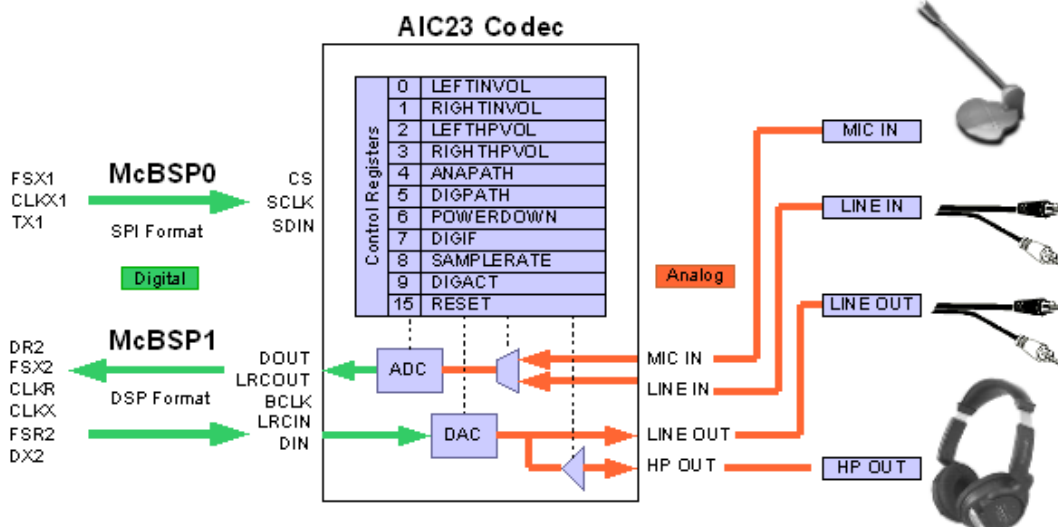 AIC23 Codec
Control Registers
0 LEFTINVOL
1 RIGHTINVOL
2 LEFTHPVOL
3 RIGHTHPVOL
4 ANAPATH
5 DIGPATH
6 POWERDOWN
7 DIGIF
8 SAMPLERATE
9 DIGACT
15 RESET
McBSP0
FSX1
CLKX1
TX1
SPI Format
CS
SCLK
SDIN
Digital
McBSP1
DR2
FSX2
CLKR
CLKX
FSR2
DX2
DSP Format
DOUT
LRCOUT
BCLK
LRCIN
DIN
ADC
DAC
Analog
MIC IN
LINE IN
LINE OUT
HP OUT
MIC IN
LINE IN
LINE OUT
HP OUT